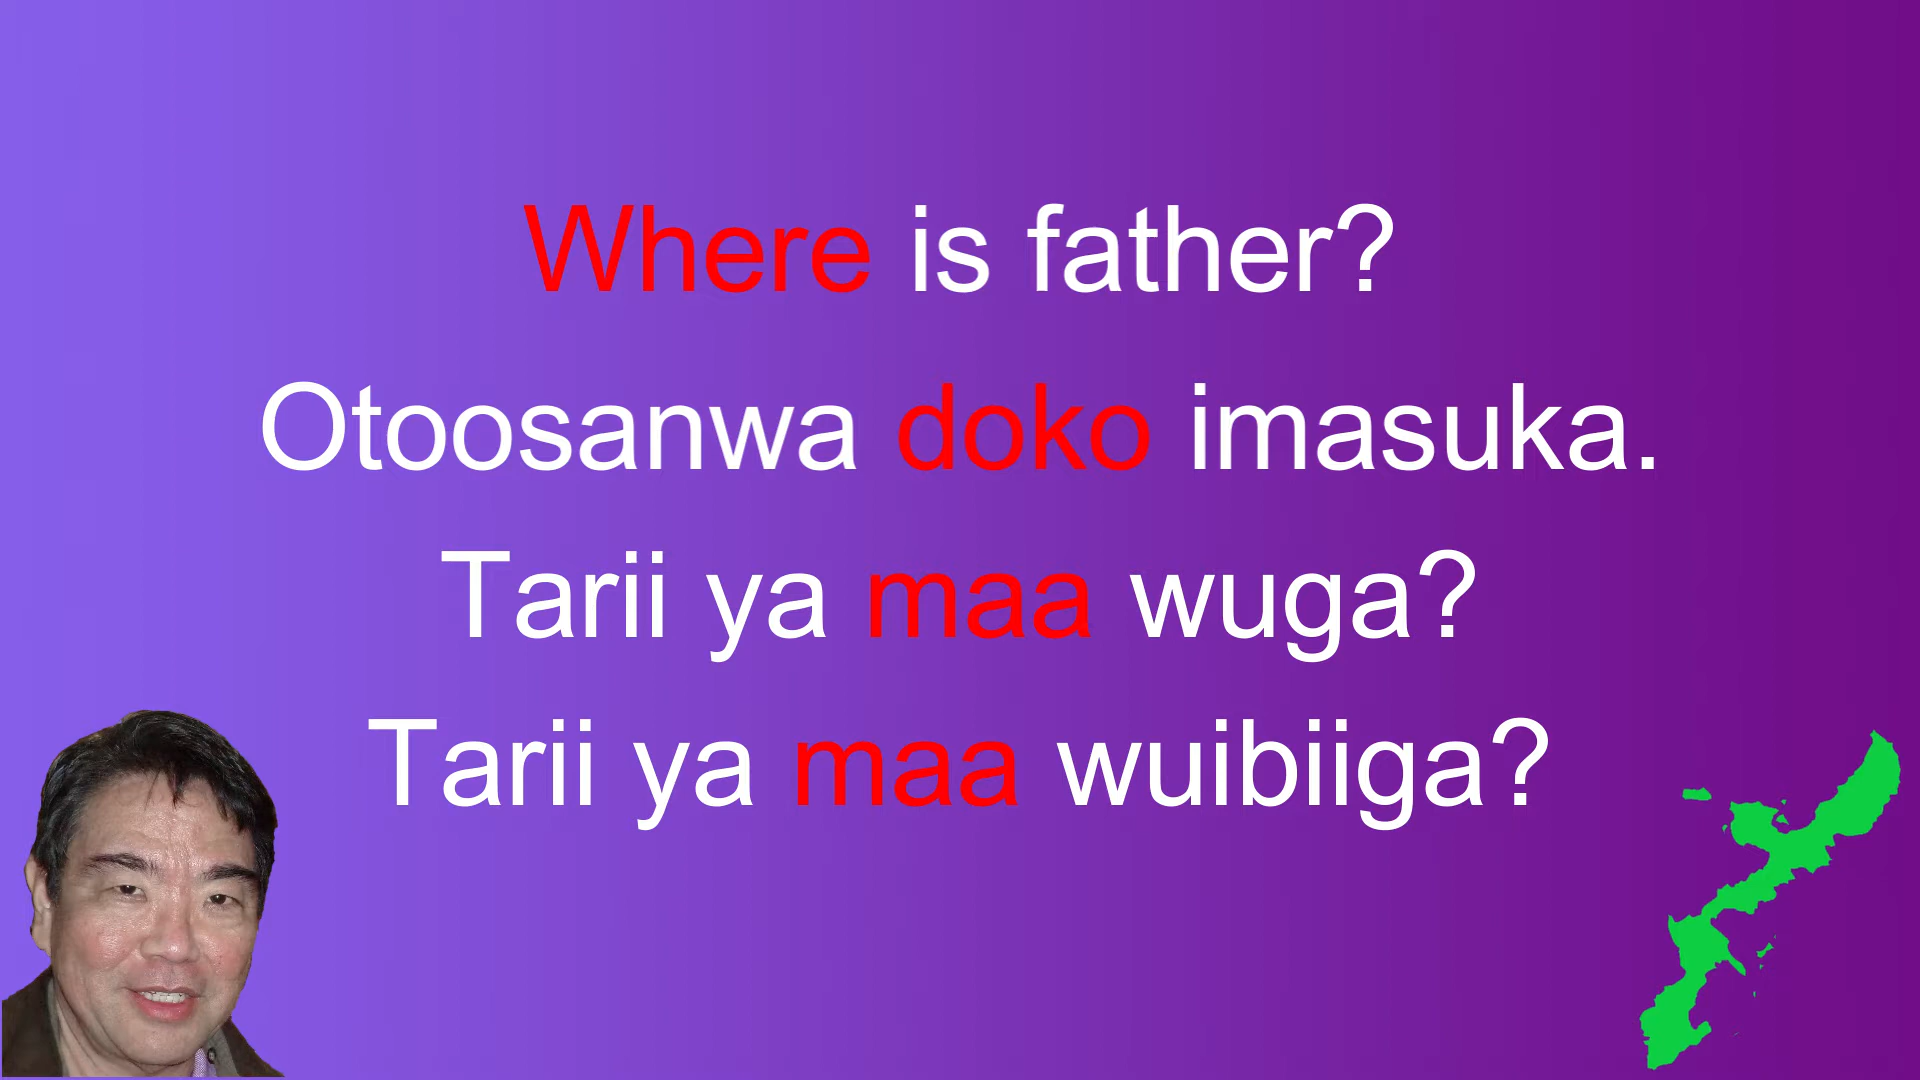 Where is father?
Otoosanwa doko imasuka.
Tarii ya maa wuga?
Tarii ya maa wuibiiga?